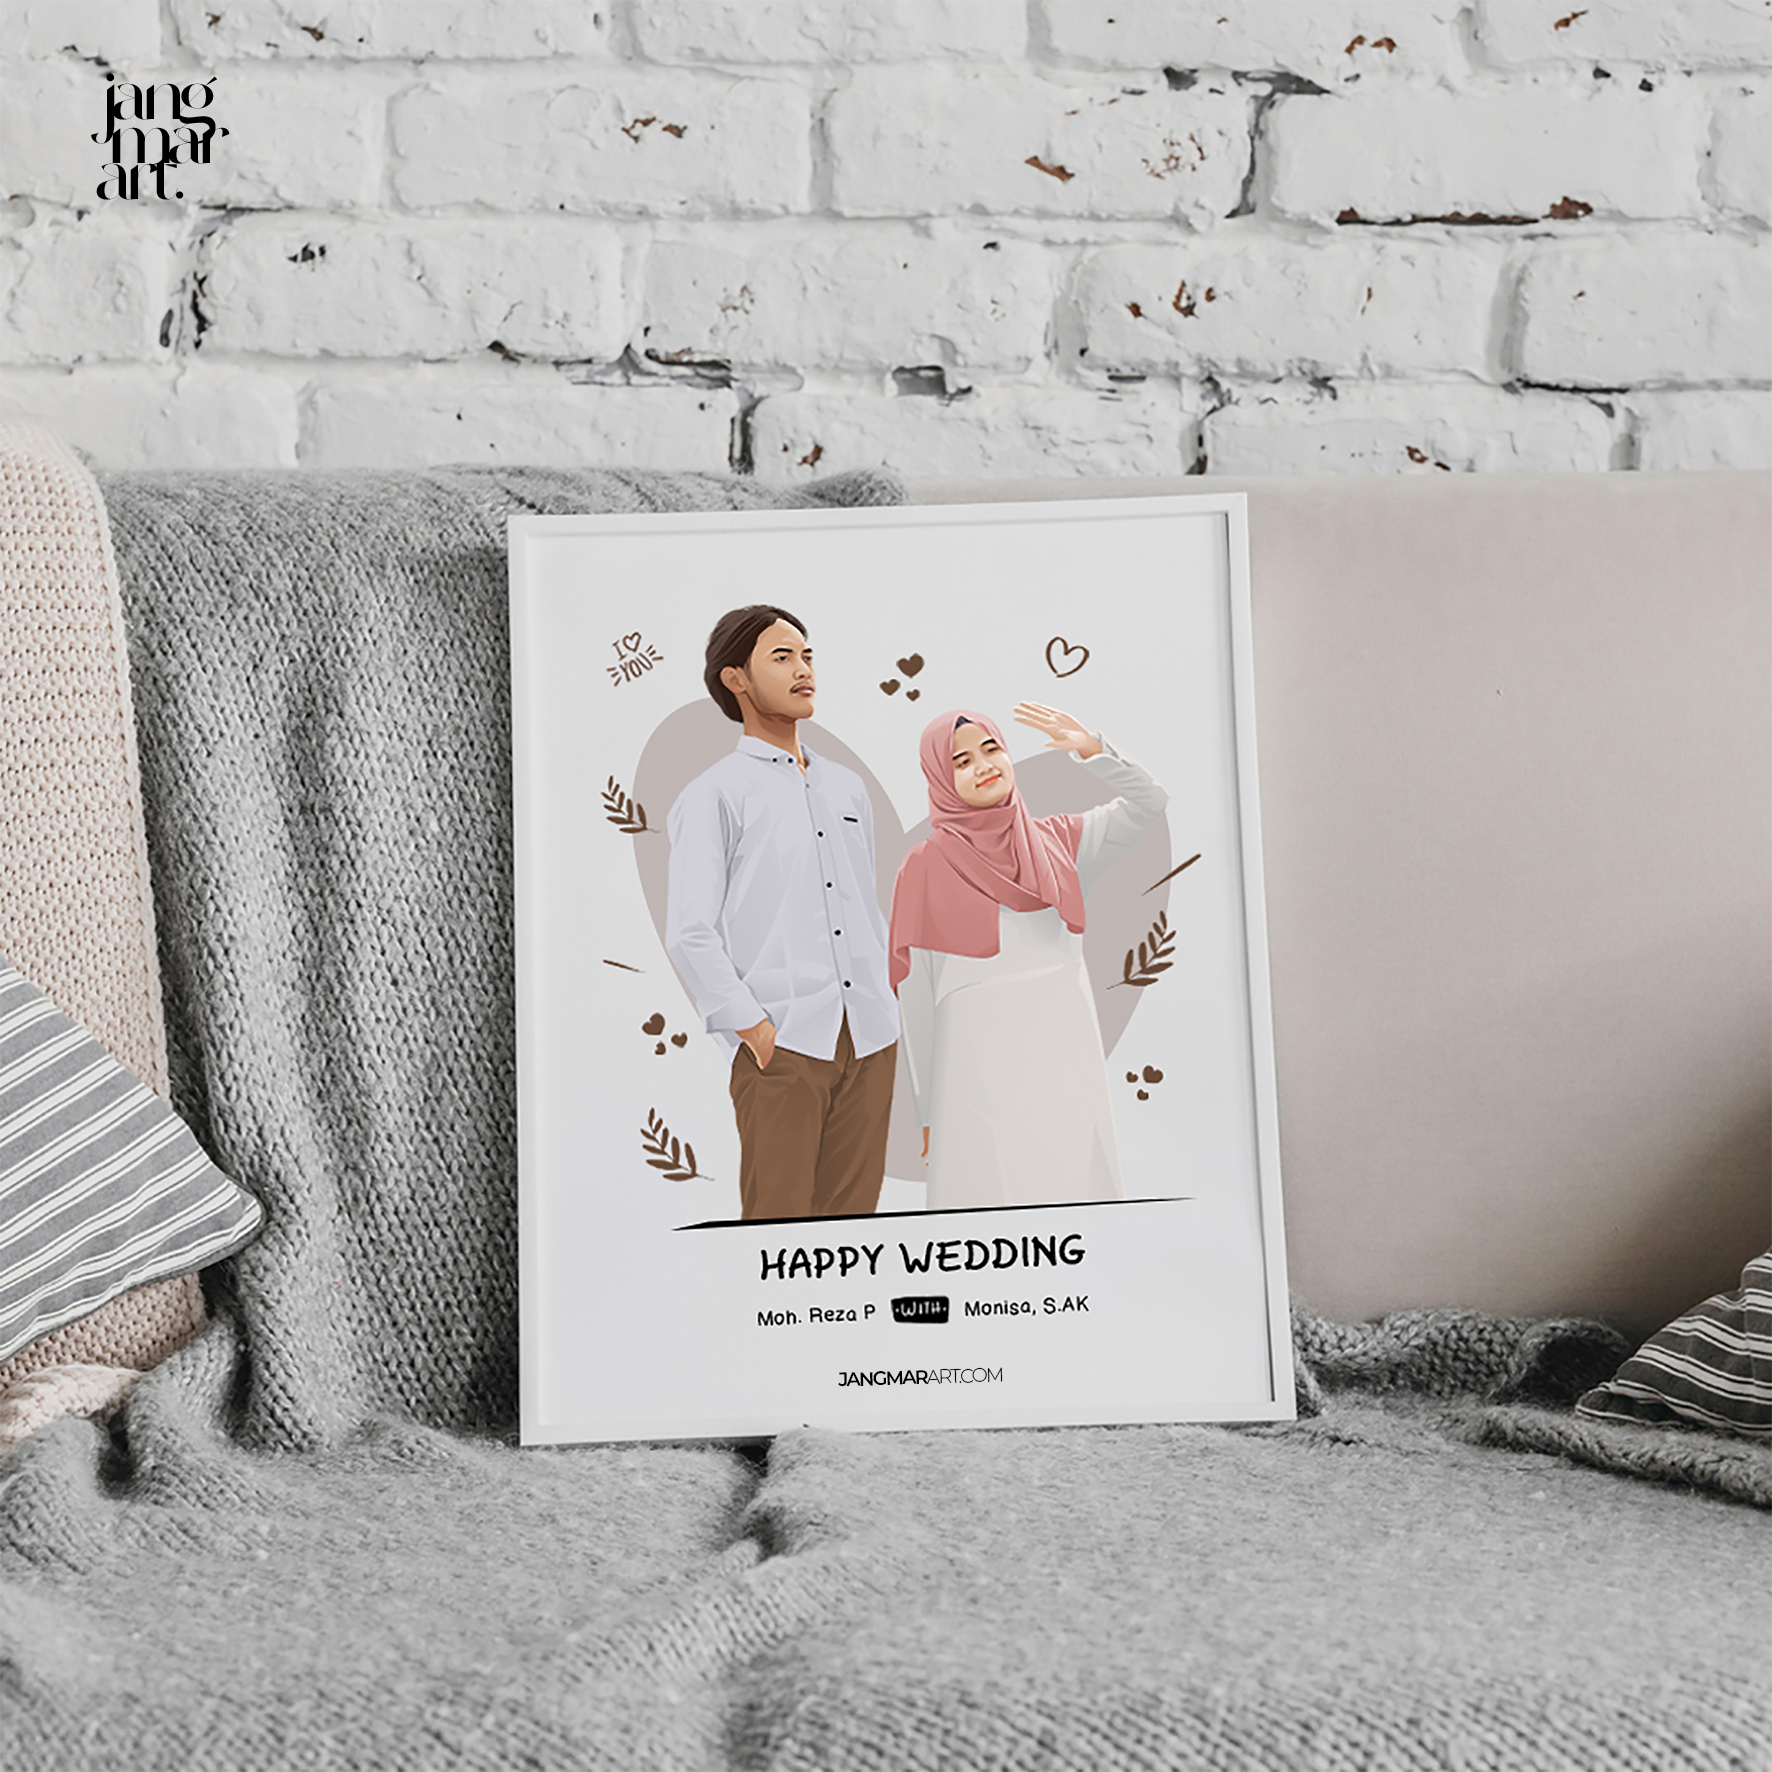 jang
mar
art.
I ♡
YOU
HAPPY WEDDING
Moh. Reza P WITH Monisa, S.AK
JANGMARART.COM